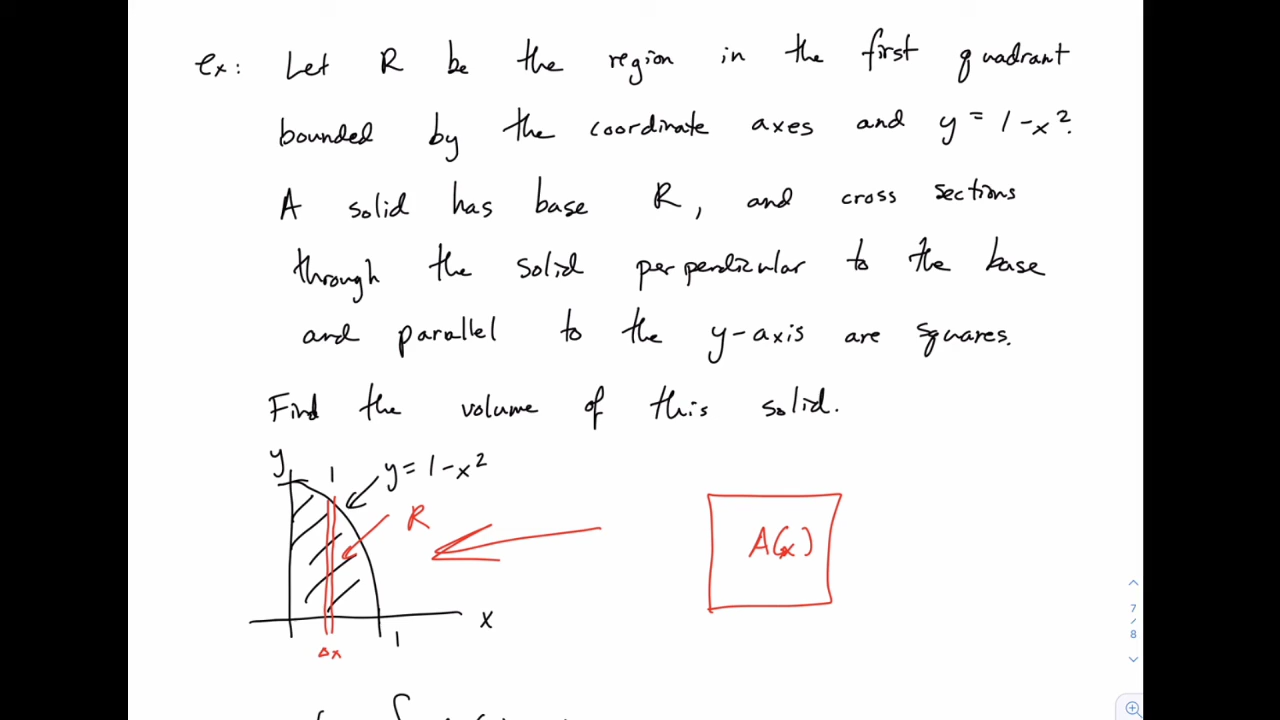 ex: Let R be the region in the first quadrant
bounded by the coordinate axes and y = 1-x².
A solid has base R, and cross sections
through the solid perpendicular to the base
and parallel to the y-axis are squares.
Find the volume of this solid.
y
1
y = 1-x²
R
A(x)
x
1
Δx
7
/
8